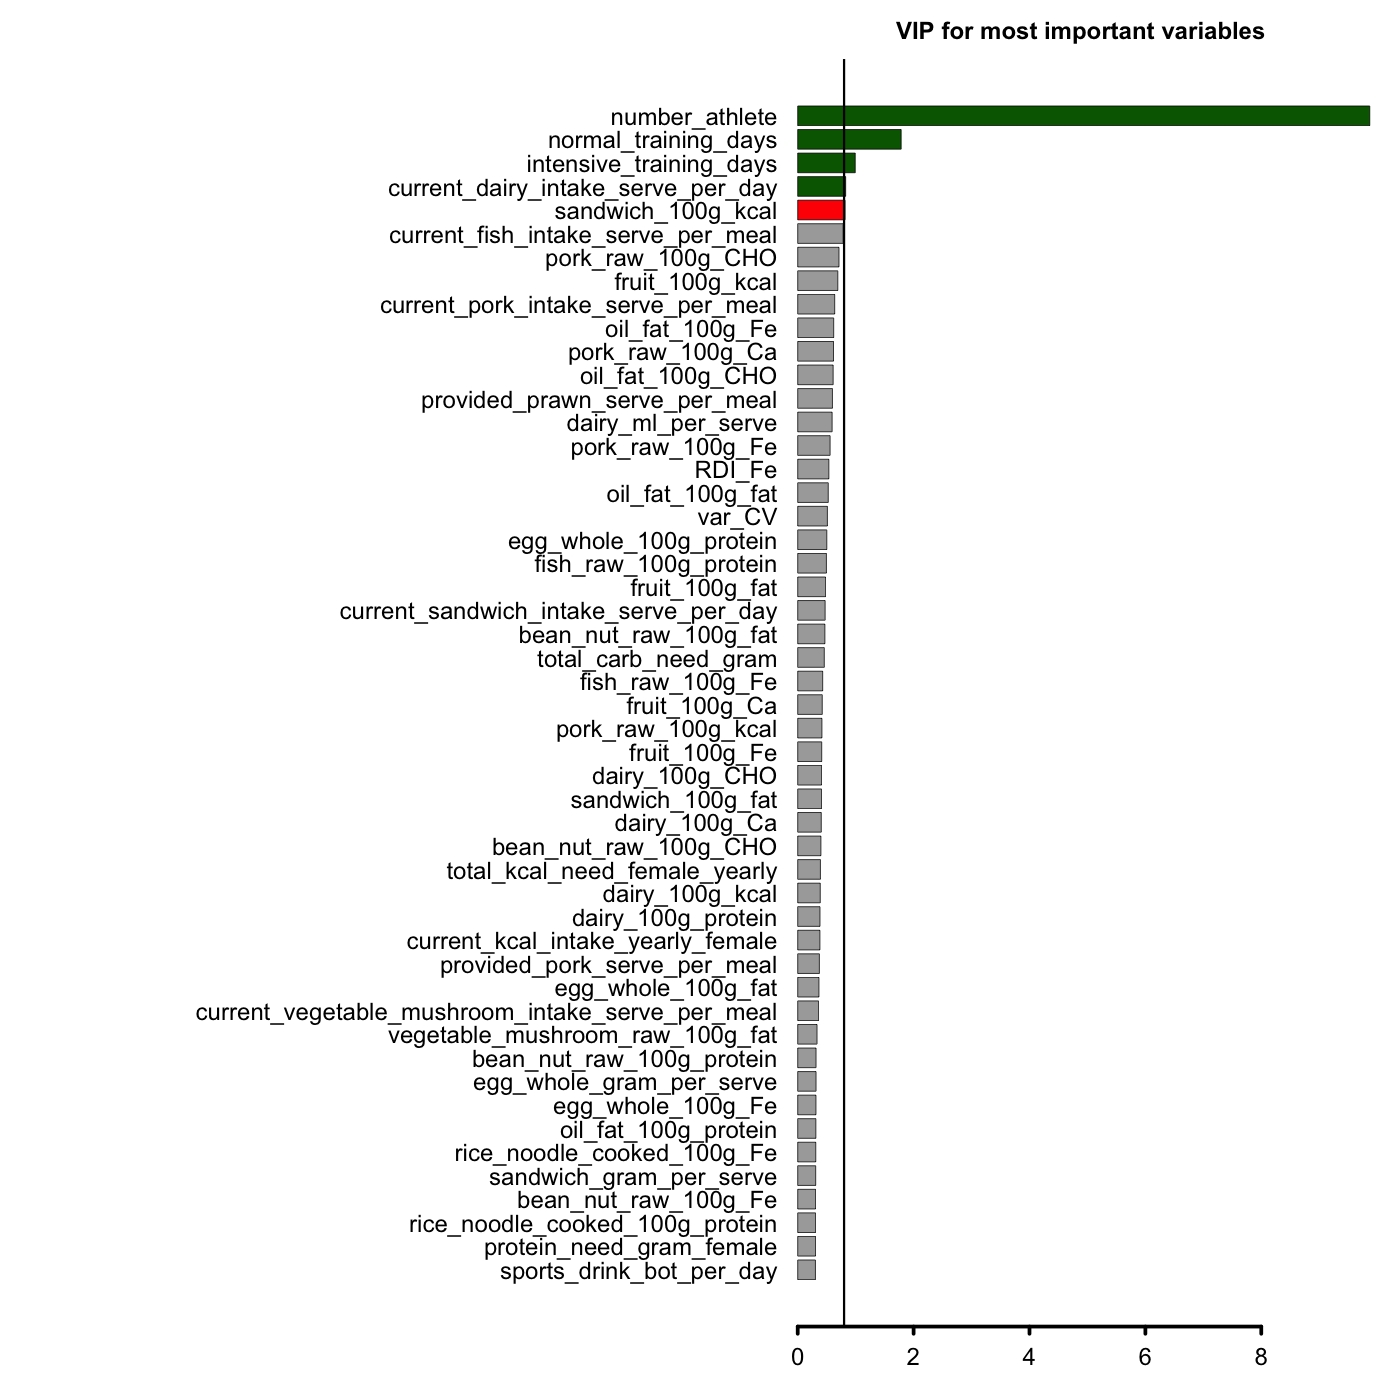 VIP for most important variables
number_athlete
normal_training_days
intensive_training_days
current_dairy_intake_serve_per_day
sandwich_100g_kcal
current_fish_intake_serve_per_meal
pork_raw_100g_CHO
fruit_100g_kcal
current_pork_intake_serve_per_meal
oil_fat_100g_Fe
pork_raw_100g_Ca
oil_fat_100g_CHO
provided_prawn_serve_per_meal
dairy_ml_per_serve
pork_raw_100g_Fe
RDI_Fe
oil_fat_100g_fat
var_CV
egg_whole_100g_protein
fish_raw_100g_protein
fruit_100g_fat
current_sandwich_intake_serve_per_day
bean_nut_raw_100g_fat
total_carb_need_gram
fish_raw_100g_Fe
fruit_100g_Ca
pork_raw_100g_kcal
fruit_100g_Fe
dairy_100g_CHO
sandwich_100g_fat
dairy_100g_Ca
bean_nut_raw_100g_CHO
total_kcal_need_female_yearly
dairy_100g_kcal
dairy_100g_protein
current_kcal_intake_yearly_female
provided_pork_serve_per_meal
egg_whole_100g_fat
current_vegetable_mushroom_intake_serve_per_meal
vegetable_mushroom_raw_100g_fat
bean_nut_raw_100g_protein
egg_whole_gram_per_serve
egg_whole_100g_Fe
oil_fat_100g_protein
rice_noodle_cooked_100g_Fe
sandwich_gram_per_serve
bean_nut_raw_100g_Fe
rice_noodle_cooked_100g_protein
protein_need_gram_female
sports_drink_bot_per_day
0 2 4 6 8